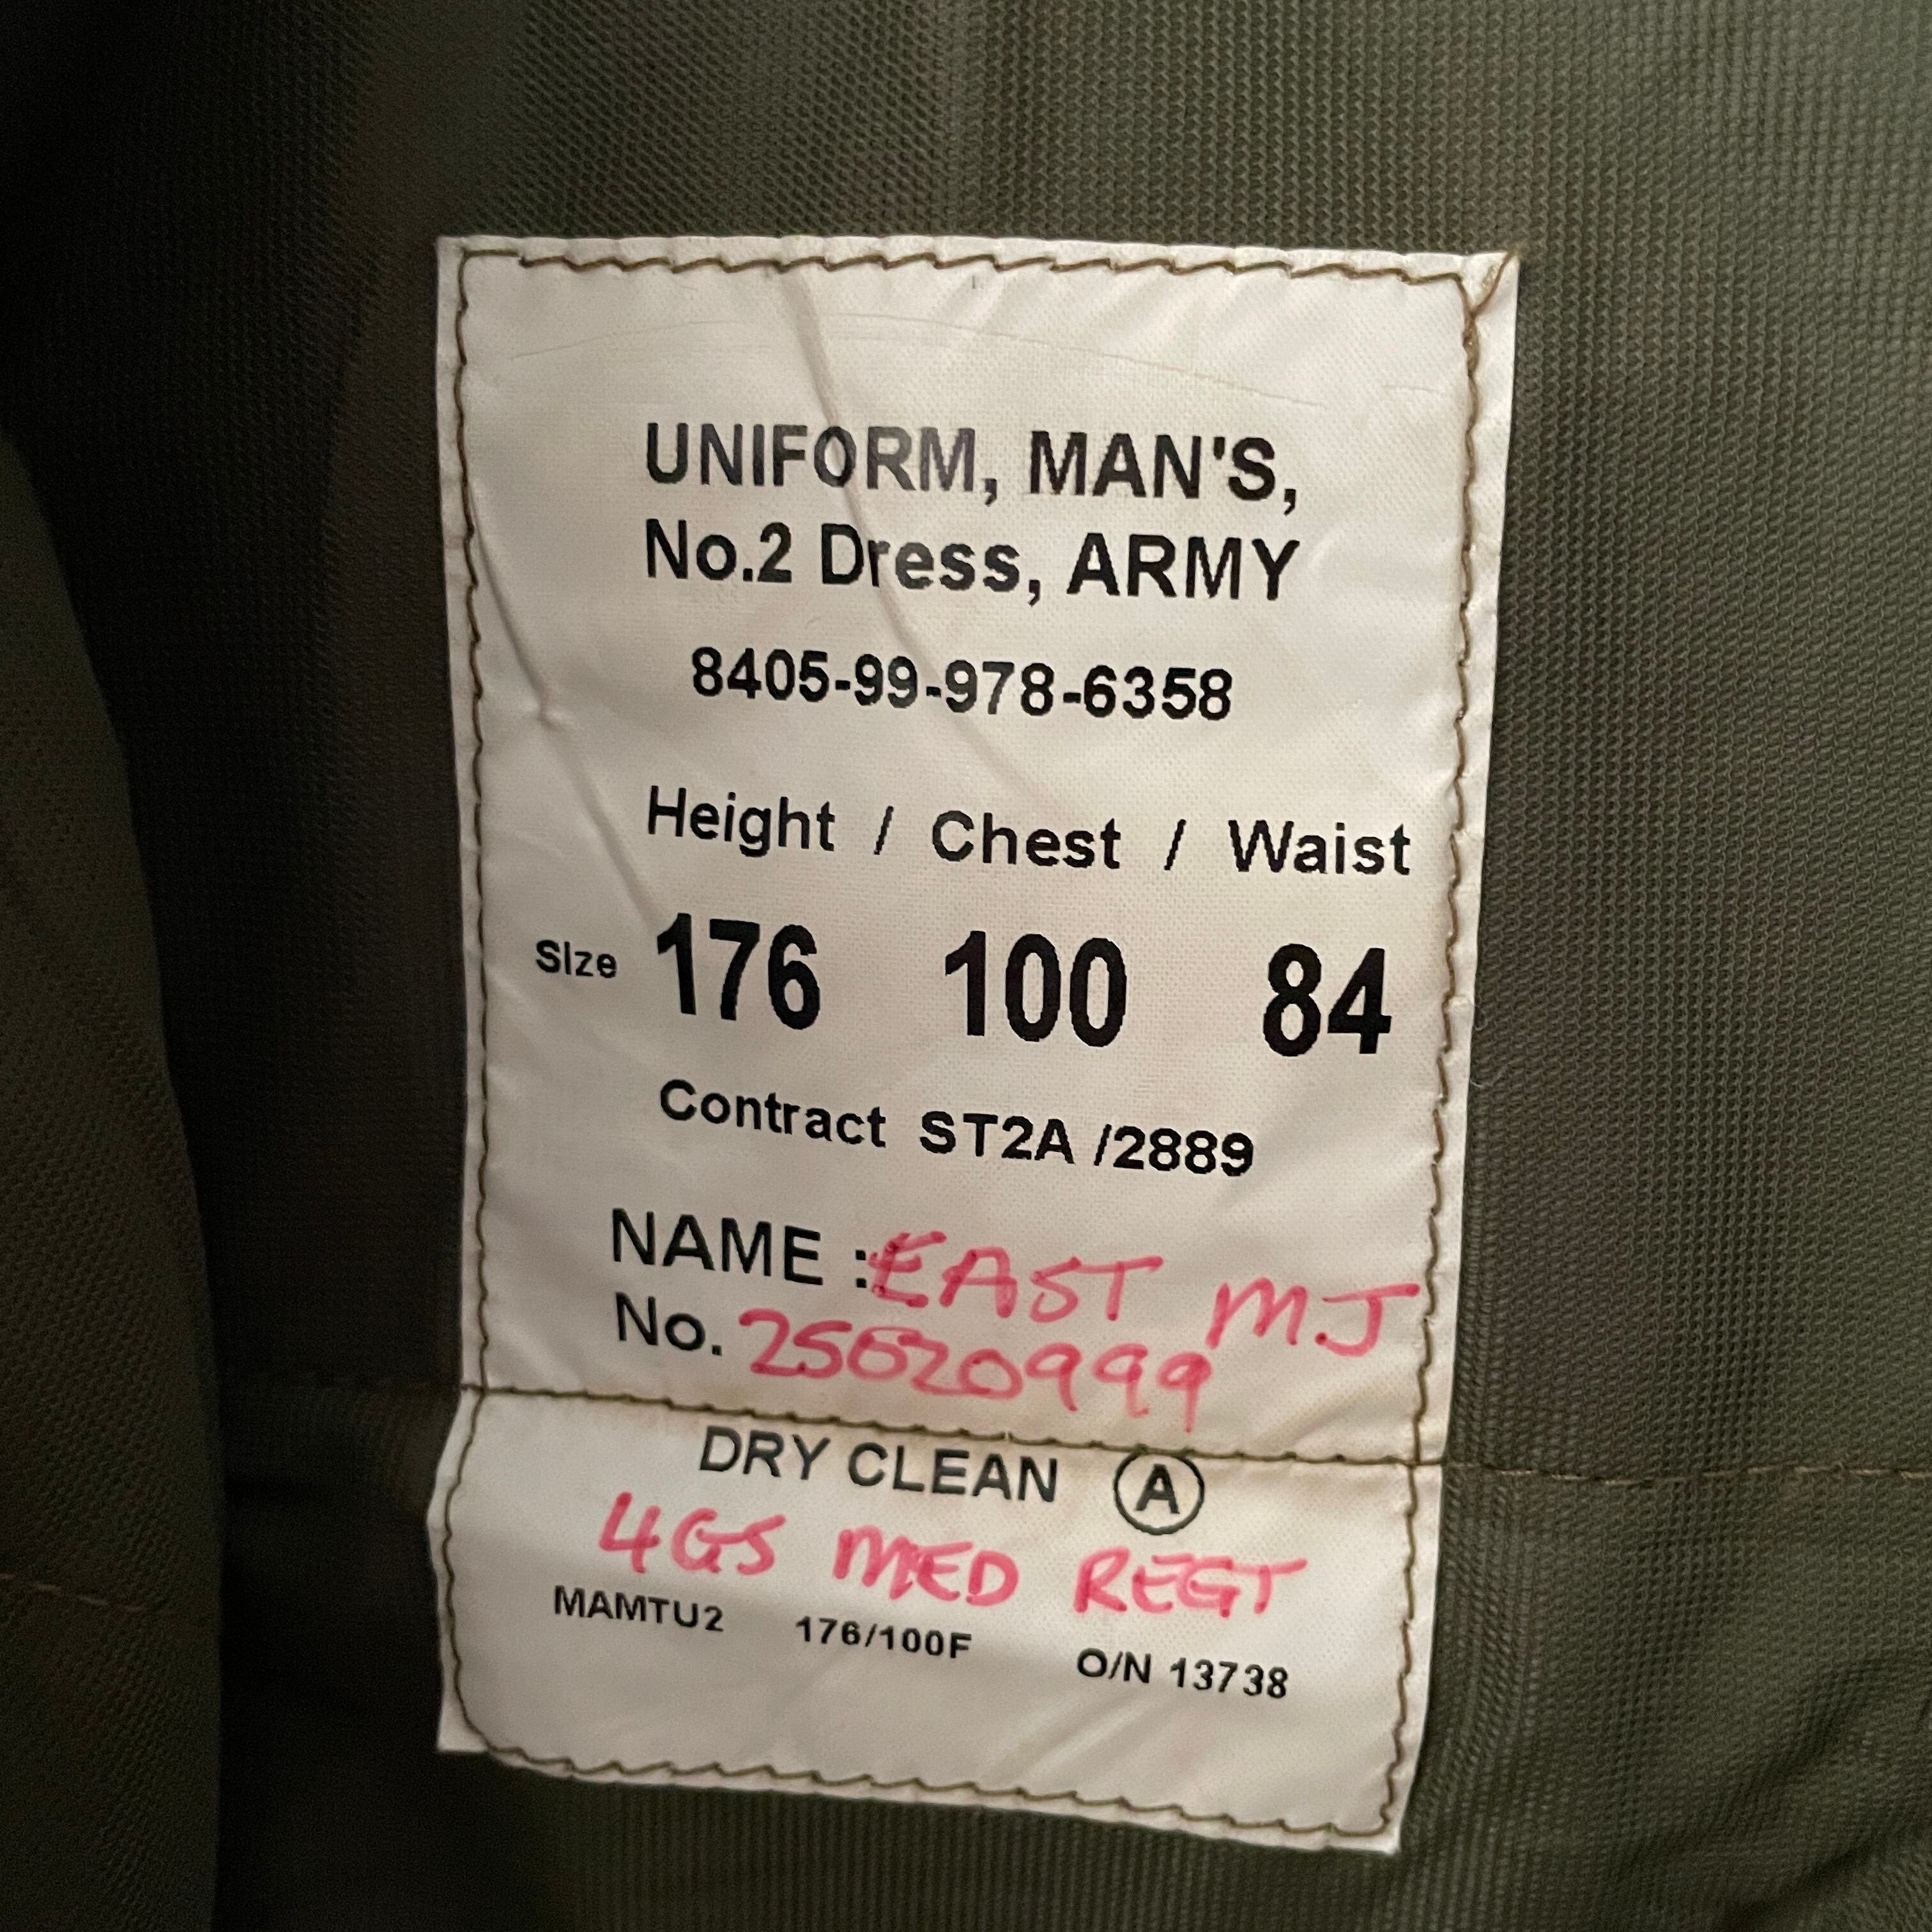 UNIFORM, MAN'S,
No.2 Dress, ARMY
8405-99-978-6358
Height / Chest / Waist
Size 176 100 84
Contract ST2A /2889
NAME : EAST MJ
No. 25020999
DRY CLEAN A
4GS MED REGT
MAMTU2 176/100F O/N 13738